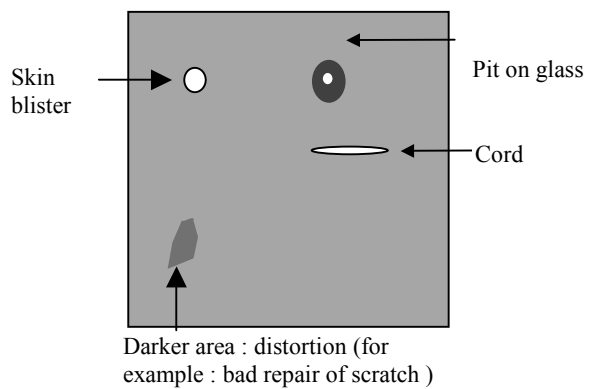 Skin
blister
Pit on glass
Cord
Darker area : distortion (for
example : bad repair of scratch )